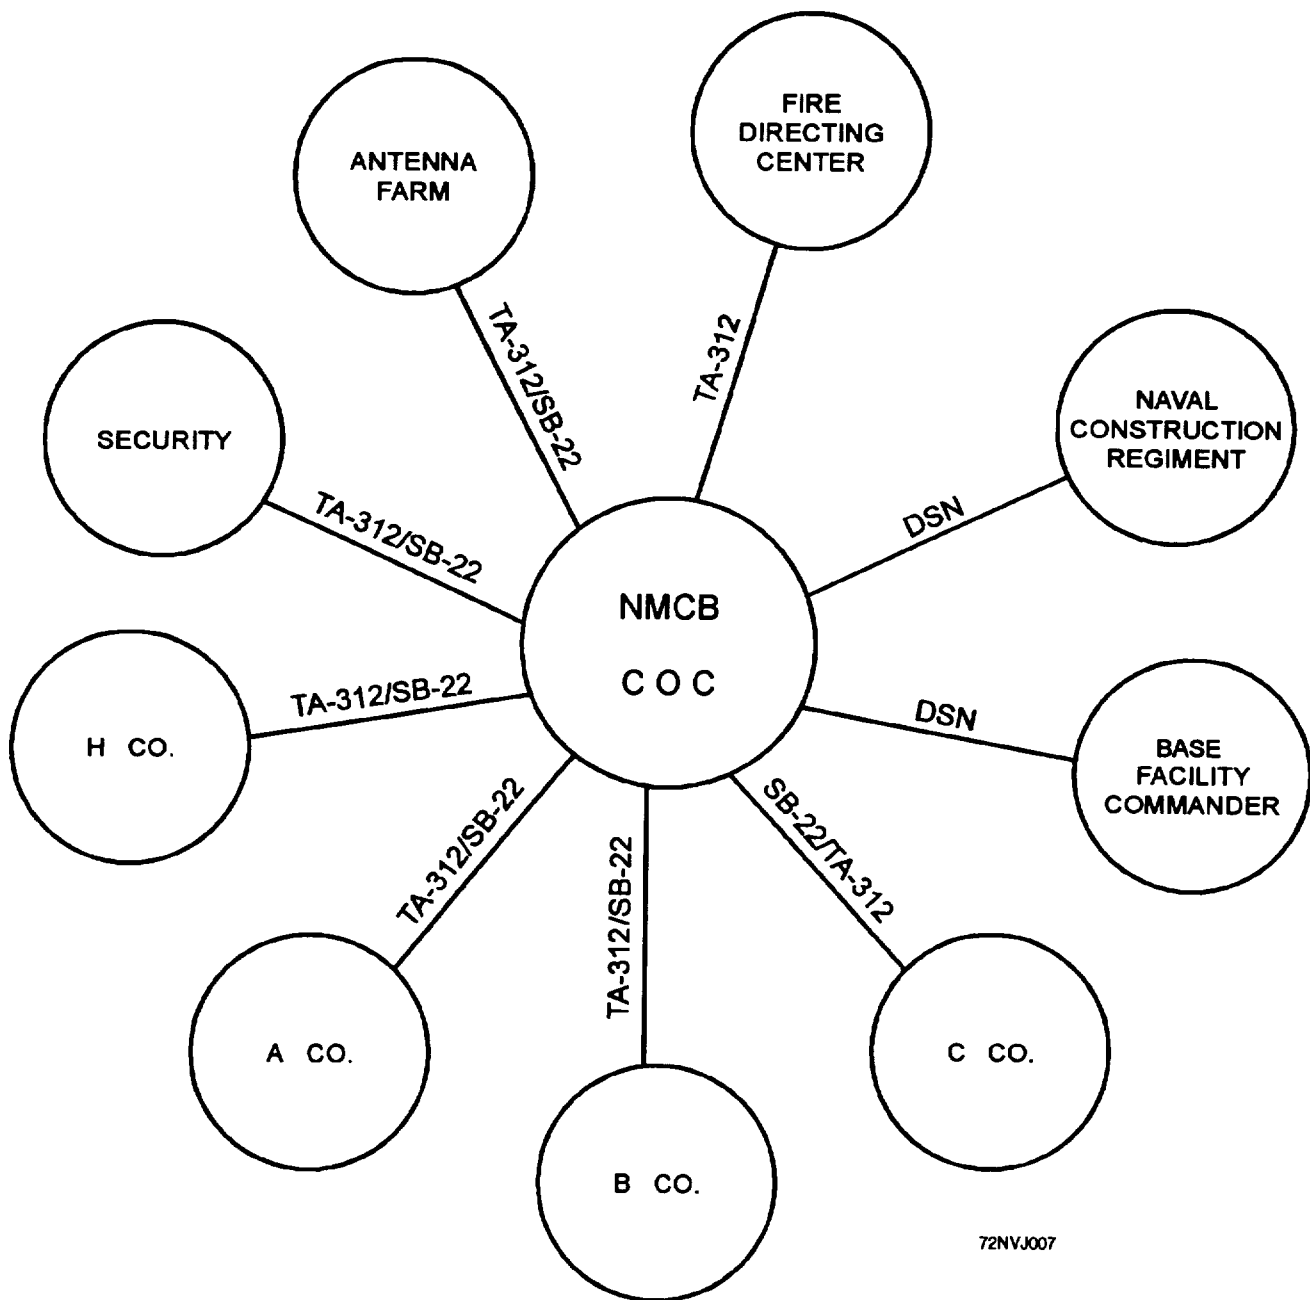 FIRE
DIRECTING
CENTER
ANTENNA
FARM
TA-312/SB-22
TA-312
NAVAL
CONSTRUCTION
REGIMENT
SECURITY
TA-312/SB-22
DSN
NMCB
C O C
TA-312/SB-22
DSN
H CO.
BASE
FACILITY
COMMANDER
TA-312/SB-22
TA-312/SB-22
SB-22/TA-312
A CO.
B CO.
C CO.
72NVJ007